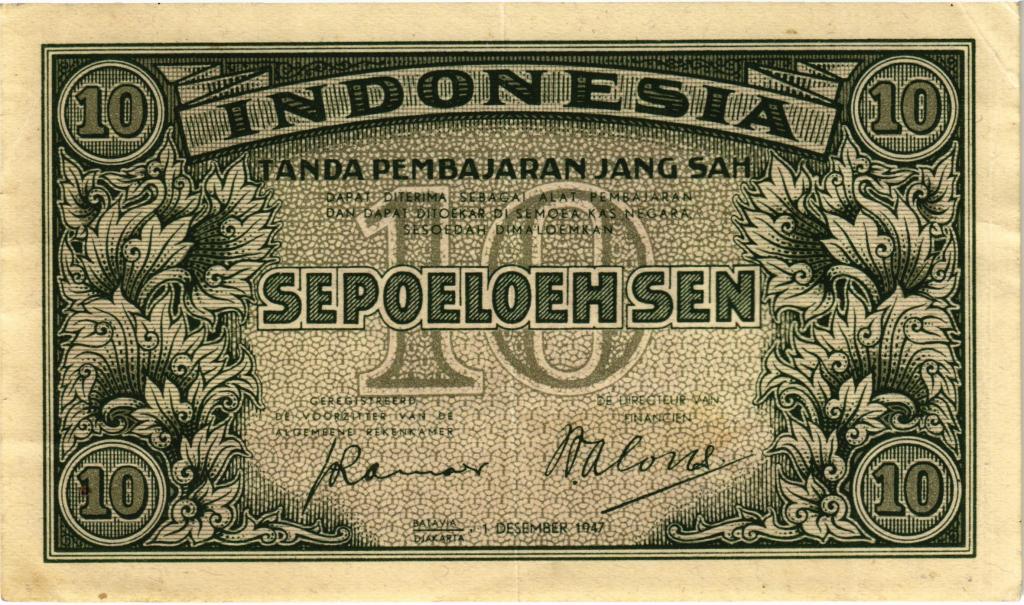 10 INDONESIA 10
TANDA PEMBAJARAN JANG SAH
DAPAT DITERIMA SEBAGAI ALAT PEMBAJARAN
DAN DAPAT DITOEKAR DI SEMOEA KAS NEGARA
SESOEDAH DIMALOEMKAN
10
SEPOELOEH SEN
GEREGISTREERD,
DE VOORZITTER VAN DE
ALGEMEENE REKENKAMER
DE DIRECTEUR VAN
FINANCIEN
10 10
BATAVIA
DJAKARTA, 1 DESEMBER 1947